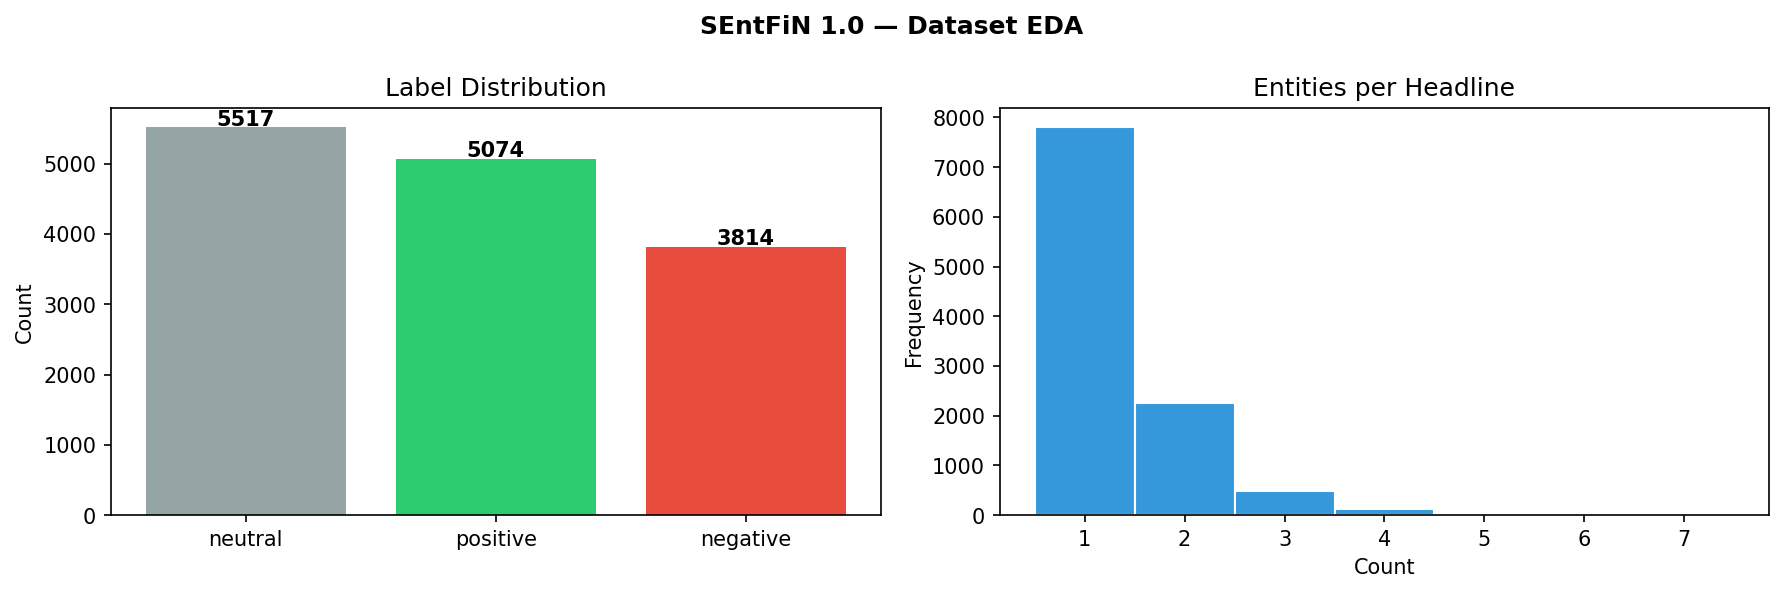 SEntFiN 1.0 — Dataset EDA
Label Distribution
5517
5074
3814
5000
4000
3000
2000
1000
0
Count
neutral
positive
negative
Entities per Headline
8000
7000
6000
5000
4000
3000
2000
1000
0
Frequency
1
2
3
4
5
6
7
Count